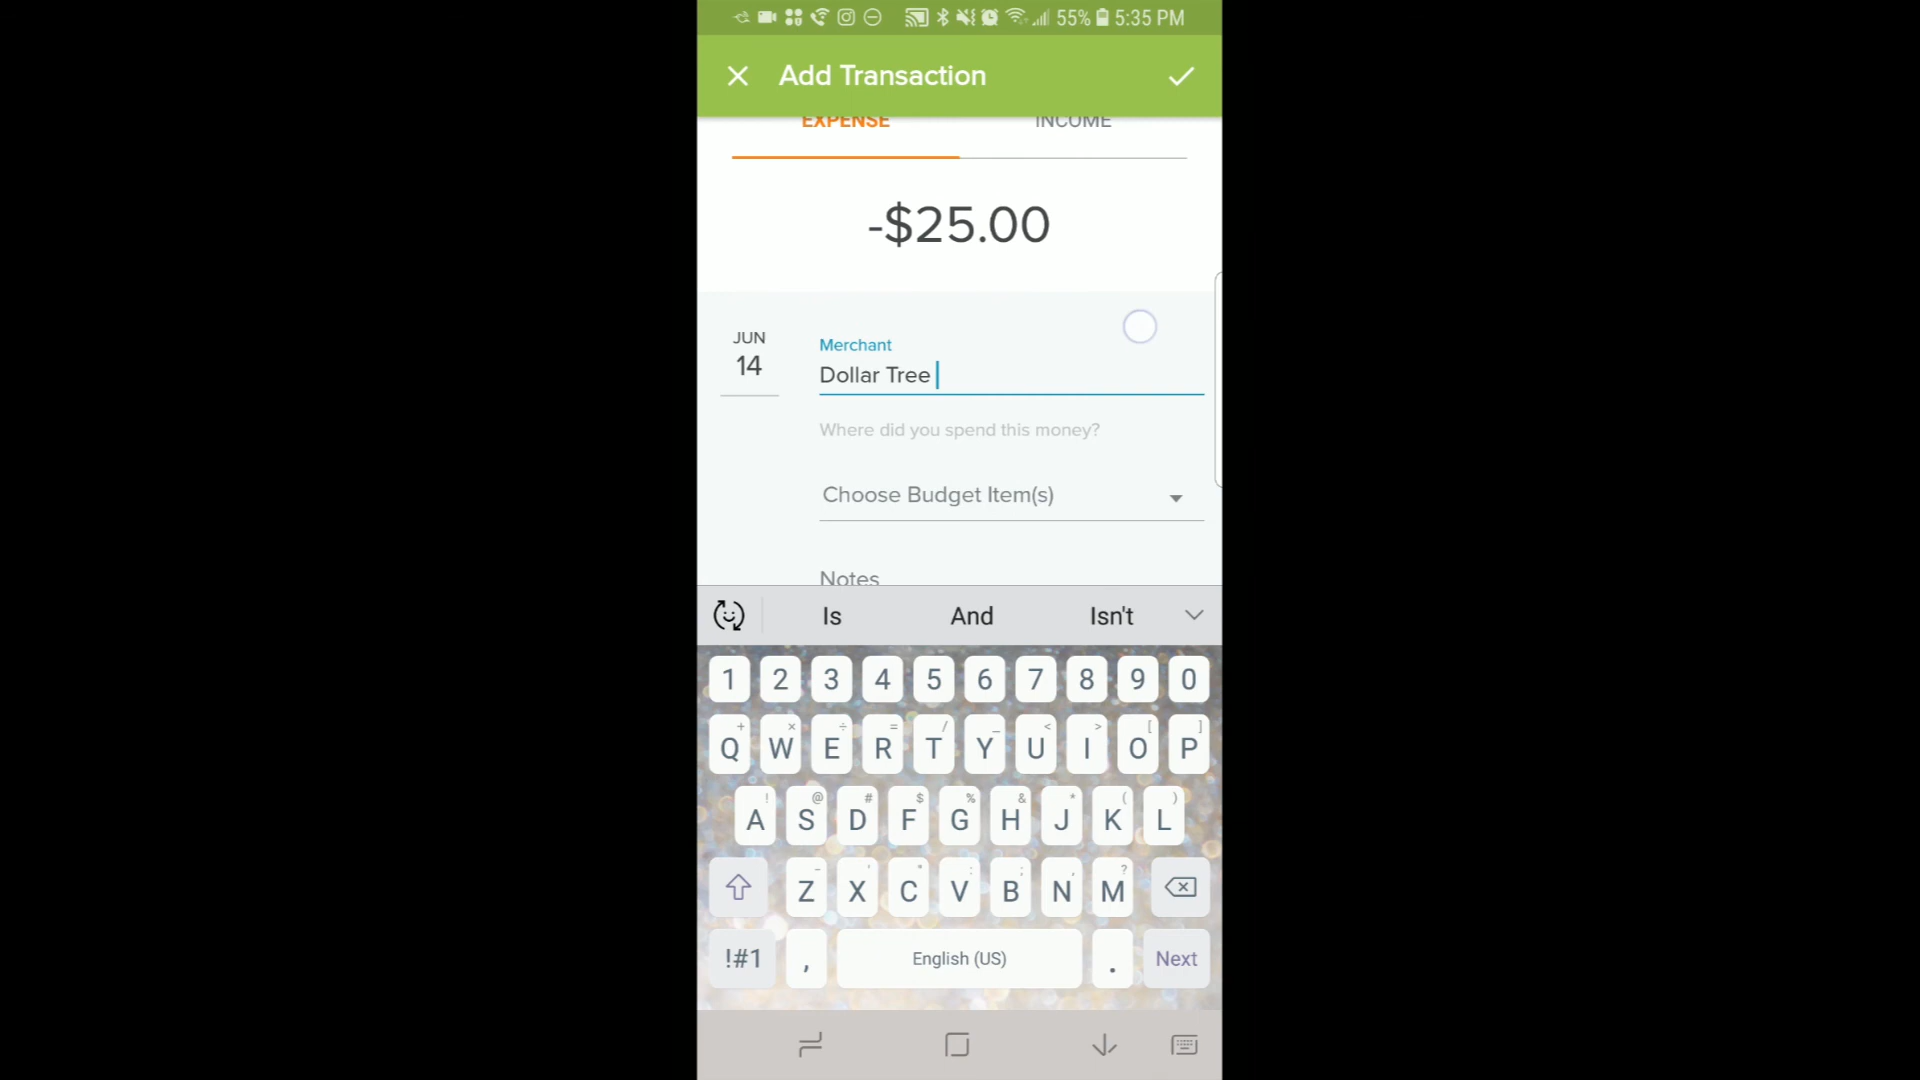 55% 5:35 PM
Add Transaction
EXPENSE INCOME
-$25.00
JUN
14
Merchant
Dollar Tree
Where did you spend this money?
Choose Budget Item(s)
Notes
Is And Isn't
1 2 3 4 5 6 7 8 9 0
+ × ÷ = / _ < > [ ]
Q W E R T Y U I O P
! @ # $ % & * ( )
A S D F G H J K L
- ' " : ; , ?
Z X C V B N M
!#1 , English (US) . Next